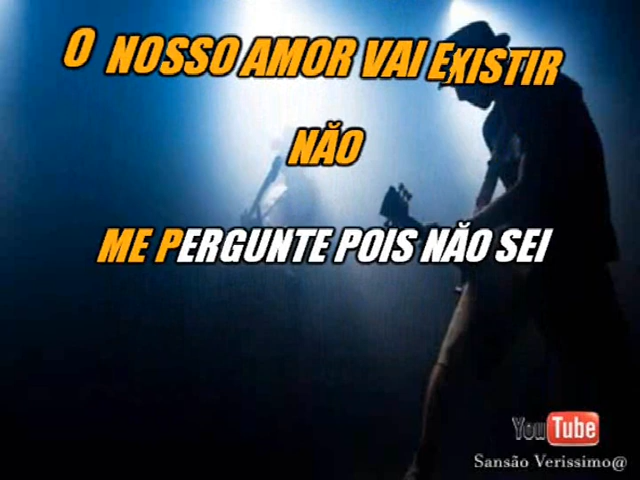 O NOSSO AMOR VAI EXISTIR
NÃO
ME PERGUNTE POIS NÃO SEI
YouTube
Sansão Verissimo@